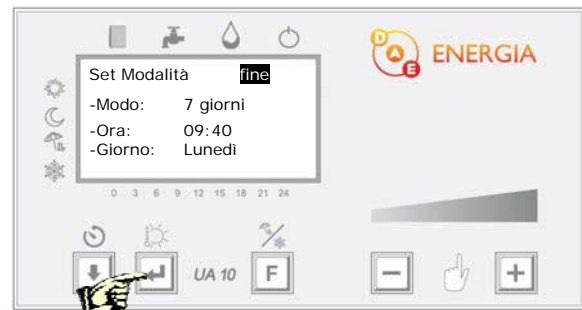 D A E ENERGIA
Set Modalità fine
-Modo: 7 giorni
-Ora: 09:40
-Giorno: Lunedì
0 3 6 9 12 15 18 21 24
UA 10 F
- +